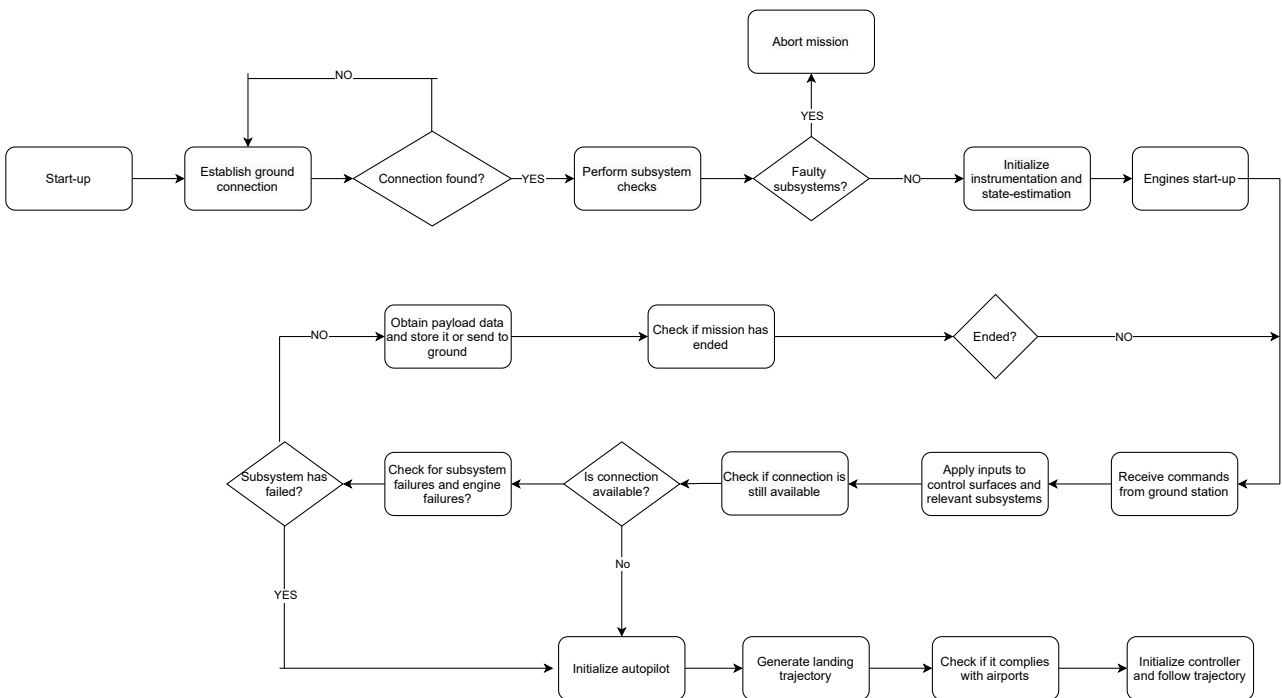 Abort mission
NO
YES
Start-up
Establish ground
connection
Connection found?
YES
Perform subsystem
checks
Faulty
subsystems?
NO
Initialize
instrumentation and
state-estimation
Engines start-up
NO
Obtain payload data
and store it or send to
ground
Check if mission has
ended
Ended?
NO
Subsystem has
failed?
Check for subsystem
failures and engine
failures?
Is connection
available?
Check if connection is
still available
Apply inputs to
control surfaces and
relevant subsystems
Receive commands
from ground station
No
YES
Initialize autopilot
Generate landing
trajectory
Check if it complies
with airports
Initialize controller
and follow trajectory